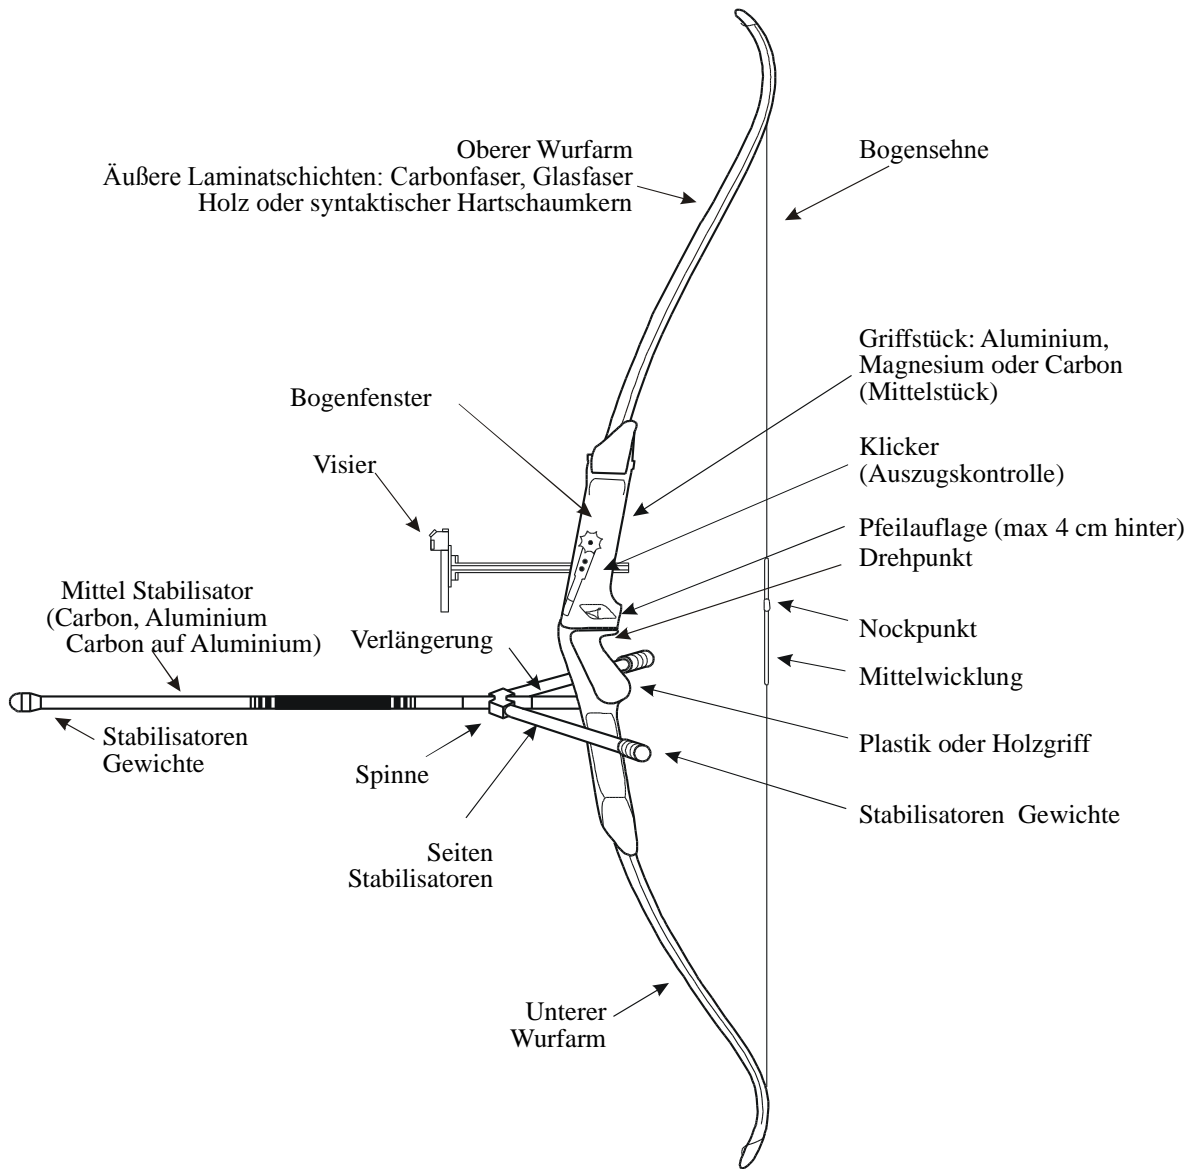 Oberer Wurfarm
Äußere Laminatschichten: Carbonfaser, Glasfaser
Holz oder syntaktischer Hartschaumkern
Bogensehne
Griffstück: Aluminium,
Magnesium oder Carbon
(Mittelstück)
Bogenfenster
Klicker
(Auszugskontrolle)
Visier
Pfeilauflage (max 4 cm hinter)
Drehpunkt
Mittel Stabilisator
(Carbon, Aluminium
Carbon auf Aluminium)
Verlängerung
Nockpunkt
Mittelwicklung
Stabilisatoren
Gewichte
Spinne
Plastik oder Holzgriff
Stabilisatoren  Gewichte
Seiten
Stabilisatoren
Unterer
Wurfarm